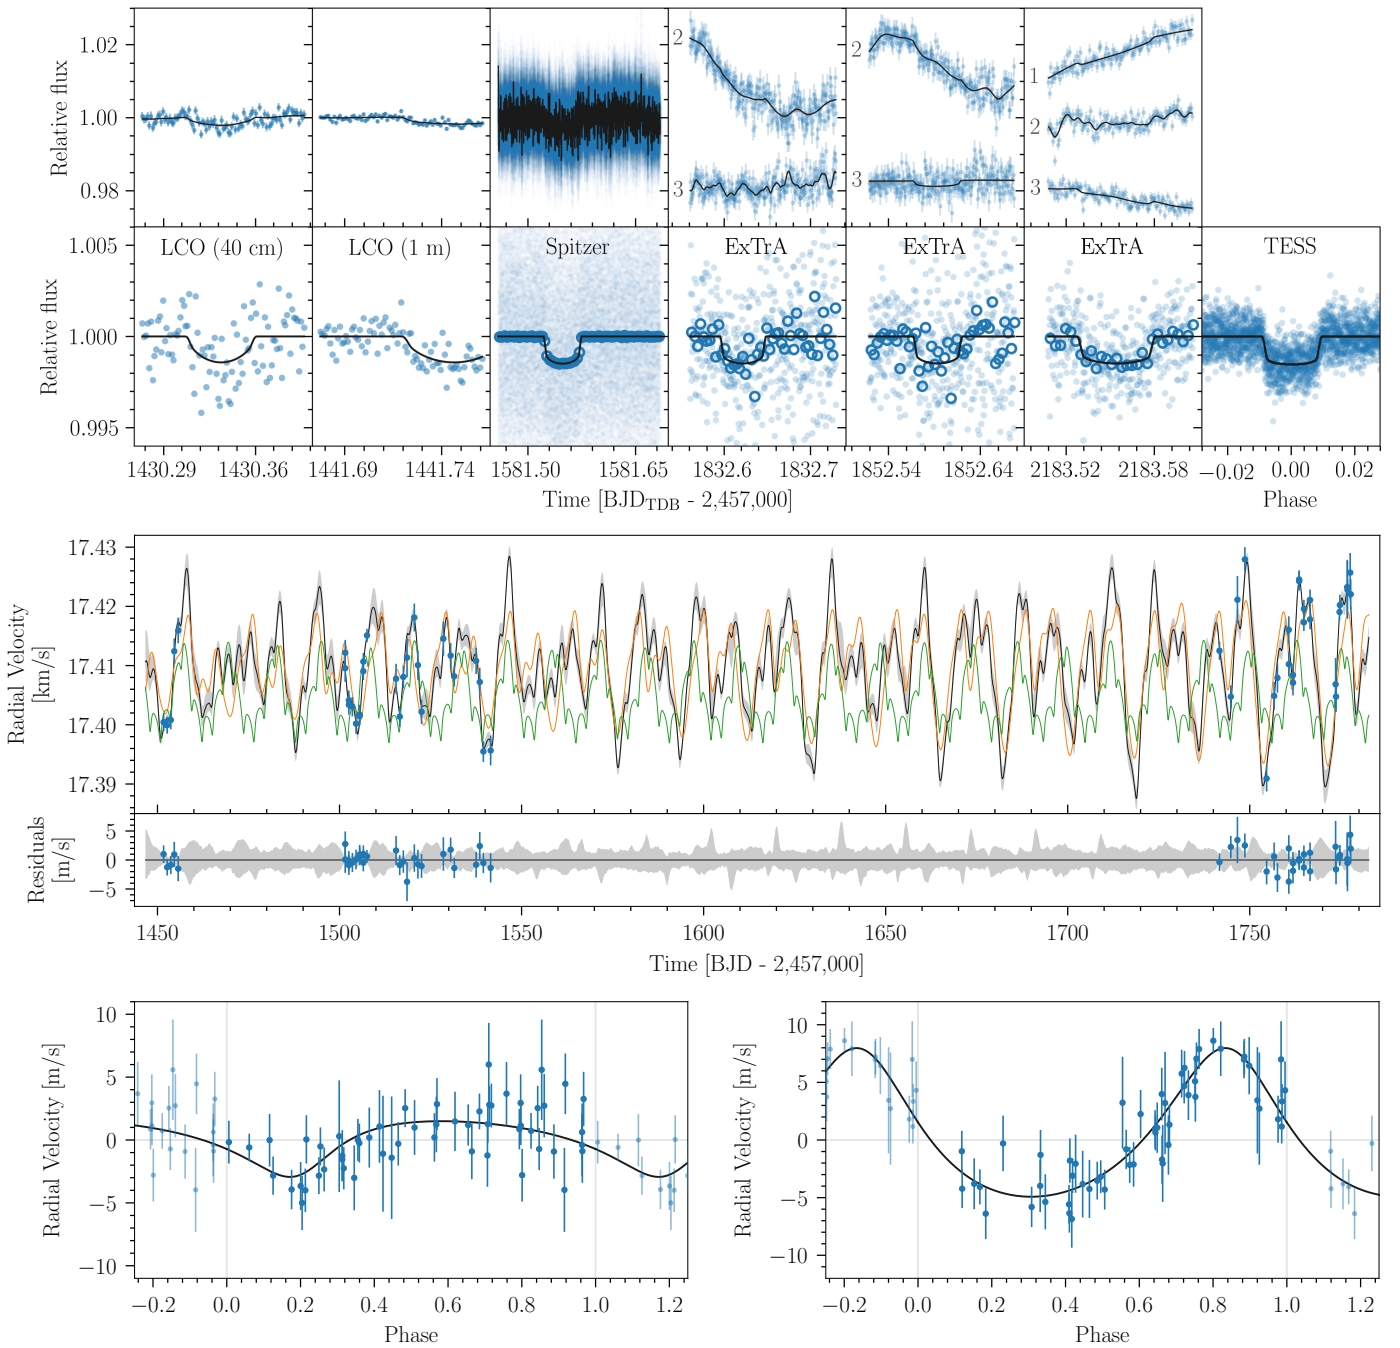 1.02
1.00
0.98
Relative flux
2
3
2
3
1
2
3
LCO (40 cm)
LCO (1 m)
Spitzer
ExTrA
ExTrA
ExTrA
TESS
1.005
1.000
0.995
Relative flux
1430.29 1430.36 1441.69 1441.74 1581.50 1581.65 1832.6 1832.7 1852.54 1852.64 2183.52 2183.58 −0.02 0.00 0.02
Time [BJD_TDB - 2,457,000]
Phase
17.43
17.42
17.41
17.40
17.39
Radial Velocity
[km/s]
5
0
−5
Residuals
[m/s]
1450 1500 1550 1600 1650 1700 1750
Time [BJD - 2,457,000]
10
5
0
−5
−10
Radial Velocity [m/s]
−0.2 0.0 0.2 0.4 0.6 0.8 1.0 1.2
Phase
10
5
0
−5
−10
Radial Velocity [m/s]
−0.2 0.0 0.2 0.4 0.6 0.8 1.0 1.2
Phase